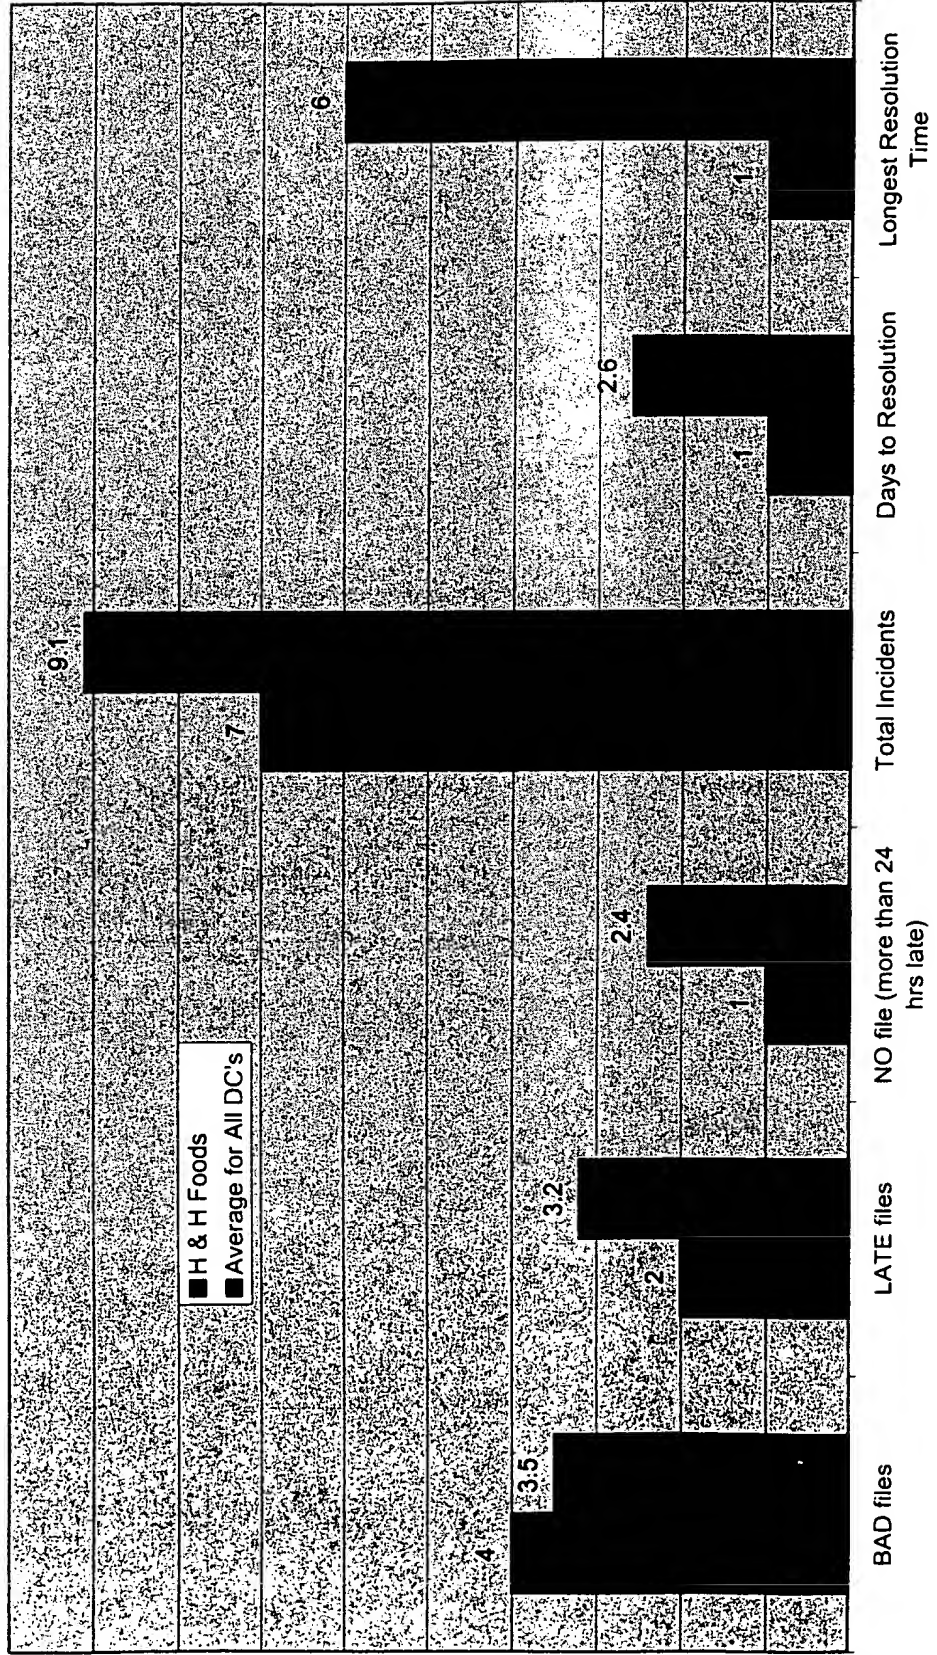 H & H Foods
Average for All DC's
4
3.5
2
3.2
1
2.4
7
9.1
1
2.6
1
6
BAD files
LATE files
NO file (more than 24
hrs late)
Total Incidents
Days to Resolution
Longest Resolution
Time